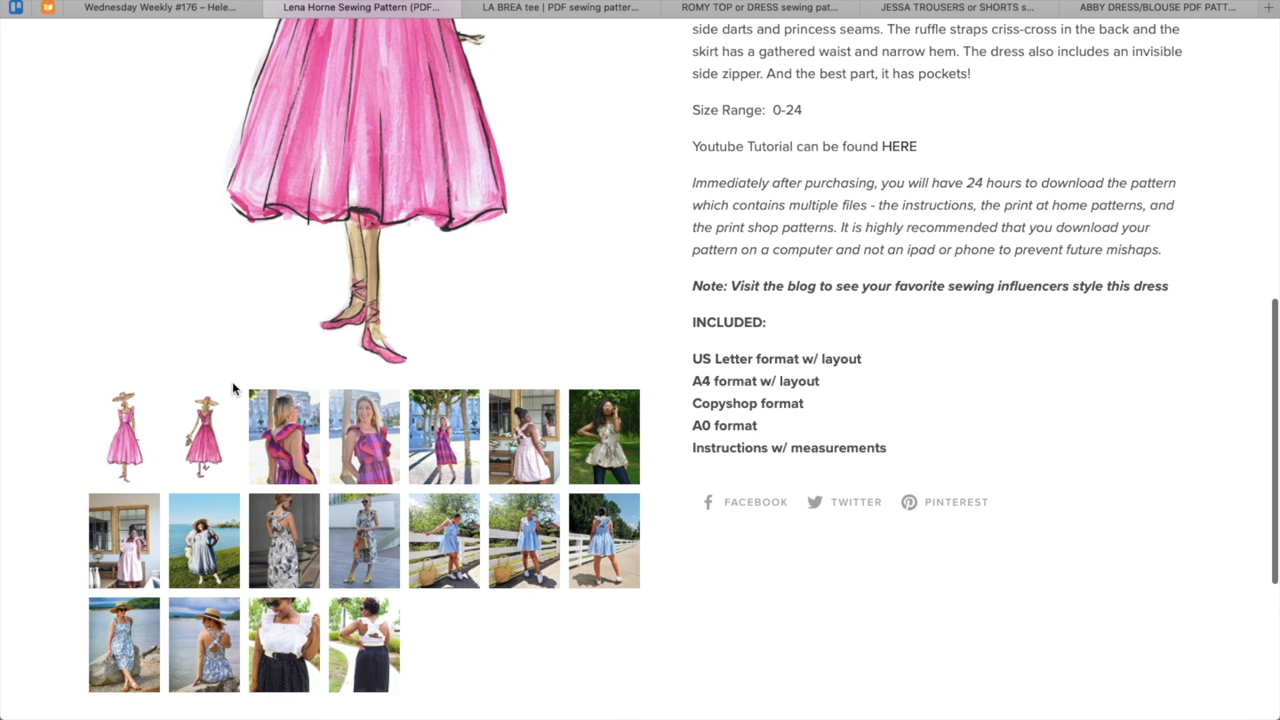 Wednesday Weekly #176 – Hele...
Lena Horne Sewing Pattern (PDF...
LA BREA tee | PDF sewing patter...
ROMY TOP or DRESS sewing pat...
JESSA TROUSERS or SHORTS s...
ABBY DRESS/BLOUSE PDF PATT...
side darts and princess seams. The ruffle straps criss-cross in the back and the
skirt has a gathered waist and narrow hem. The dress also includes an invisible
side zipper. And the best part, it has pockets!
Size Range:  0-24
Youtube Tutorial can be found HERE
Immediately after purchasing, you will have 24 hours to download the pattern
which contains multiple files - the instructions, the print at home patterns, and
the print shop patterns. It is highly recommended that you download your
pattern on a computer and not an ipad or phone to prevent future mishaps.
Note: Visit the blog to see your favorite sewing influencers style this dress
INCLUDED:
US Letter format w/ layout
A4 format w/ layout
Copyshop format
A0 format
Instructions w/ measurements
FACEBOOK
TWITTER
PINTEREST